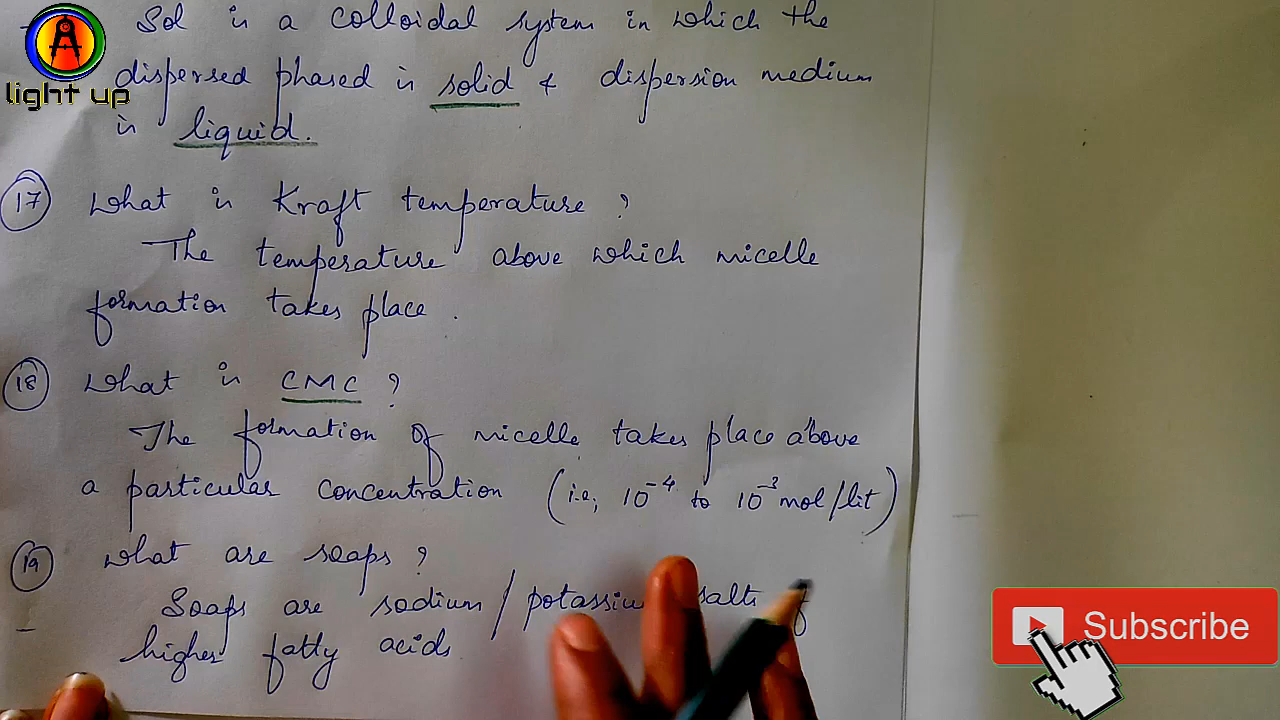 Sol is a colloidal system in which the
dispersed phased is solid & dispersion medium
is liquid.
light up
17 What is Kraft temperature ?
The temperature above which micelle
formation takes place .
18 What is CMC ?
The formation of micelle takes place above
a particular concentration (i.e; 10⁻⁴ to 10⁻³ mol/lit)
19 What are soaps ?
Soaps are sodium / potassium salts of
higher fatty acids.
Subscribe